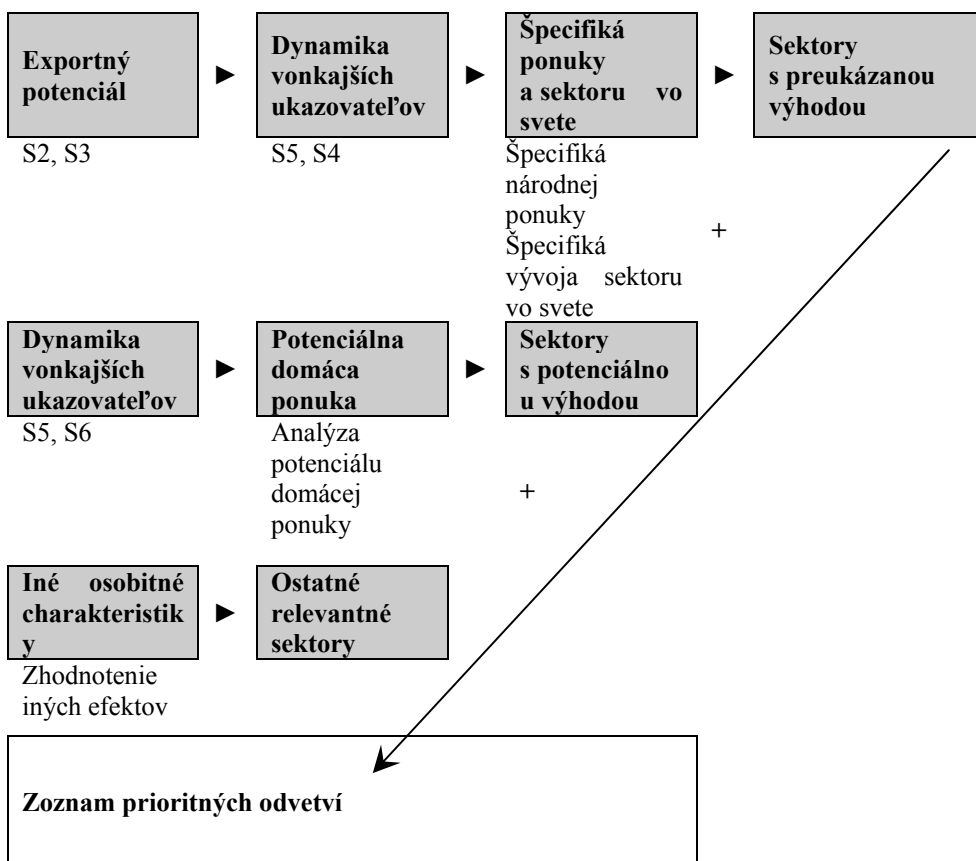 Exportný
potenciál
►
Dynamika
vonkajších
ukazovateľov
►
Špecifiká
ponuky
a sektoru vo
svete
►
Sektory
s preukázanou
výhodou
S2, S3
S5, S4
Špecifiká
národnej
ponuky
Špecifiká
vývoja sektoru
vo svete
+
Dynamika
vonkajších
ukazovateľov
►
Potenciálna
domáca
ponuka
►
Sektory
s potenciálno
u výhodou
S5, S6
Analýza
potenciálu
domácej
ponuky
+
Iné osobitné
charakteristik
y
►
Ostatné
relevantné
sektory
Zhodnotenie
iných efektov
Zoznam prioritných odvetví